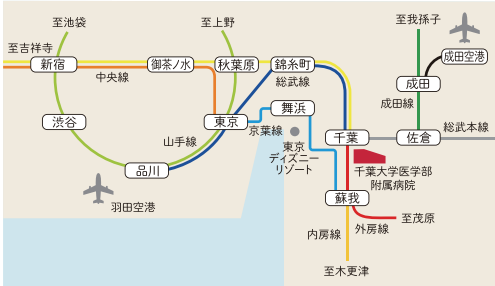 至池袋
至上野
至我孫子
至吉祥寺
新宿
御茶ノ水
秋葉原
錦糸町
成田空港
中央線
総武線
成田
成田線
舞浜
渋谷
東京
京葉線
総武本線
山手線
東京
ディズニー
リゾート
千葉
佐倉
品川
千葉大学医学部
附属病院
羽田空港
蘇我
至茂原
内房線
外房線
至木更津